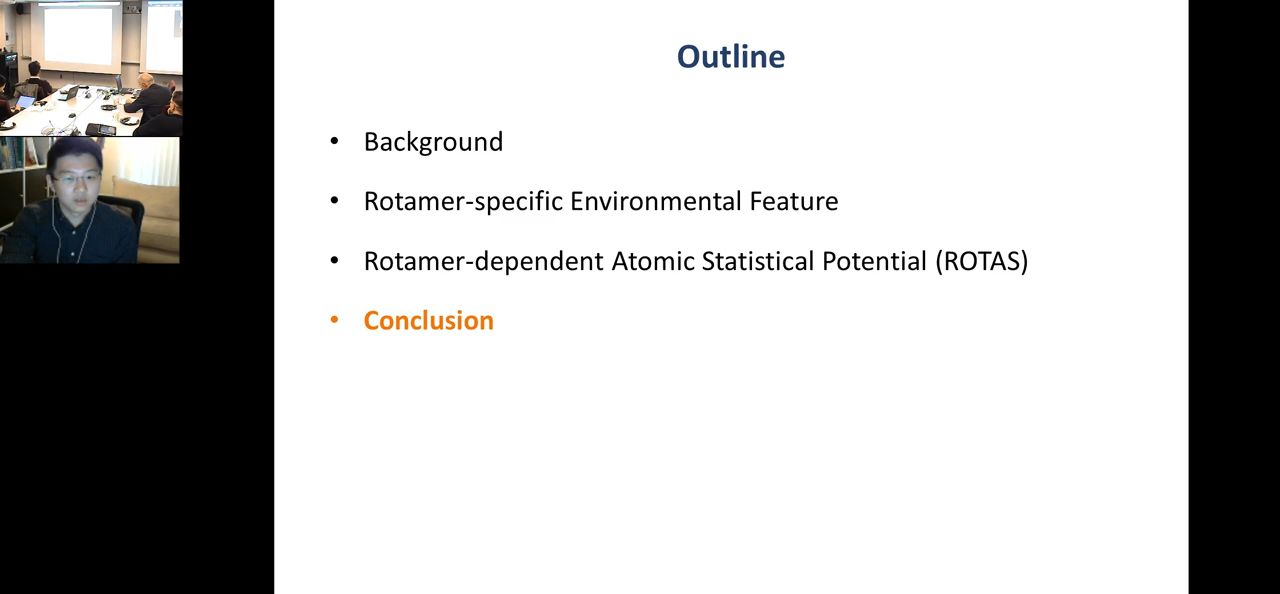 Outline
• Background
• Rotamer-specific Environmental Feature
• Rotamer-dependent Atomic Statistical Potential (ROTAS)
• Conclusion